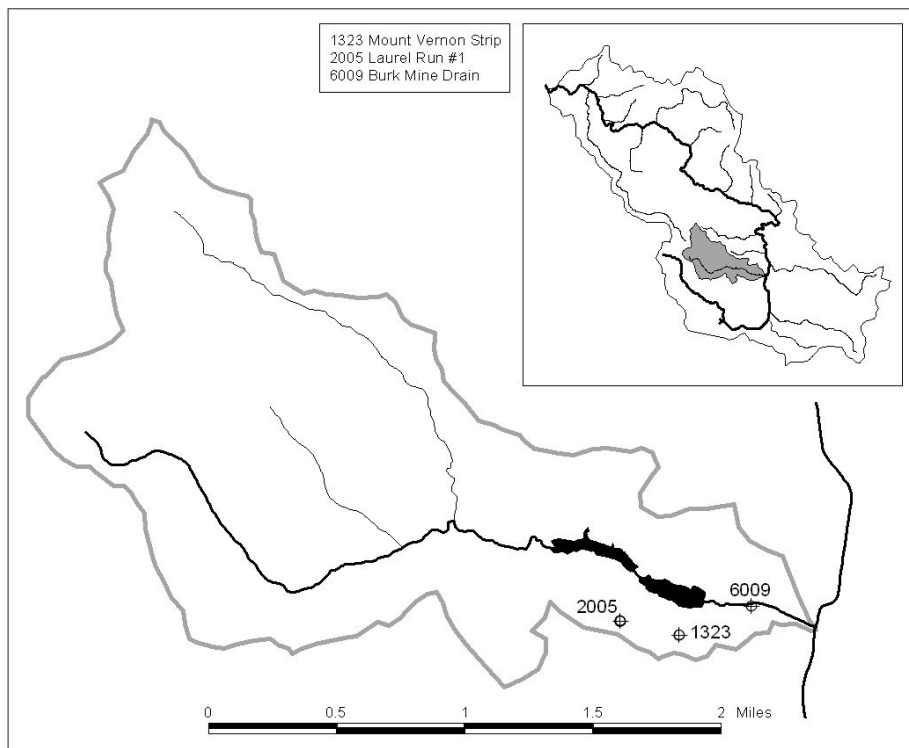 1323 Mount Vernon Strip
2005 Laurel Run #1
6009 Burk Mine Drain
6009
2005
1323
0 0.5 1 1.5 2 Miles